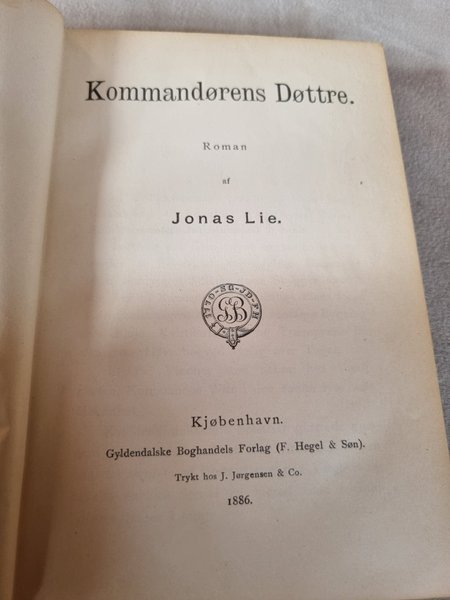 Kommandørens Døttre.
Roman
af
Jonas Lie.
Kjøbenhavn.
Gyldendalske Boghandels Forlag (F. Hegel & Søn).
Trykt hos J. Jørgensen & Co.
1886.